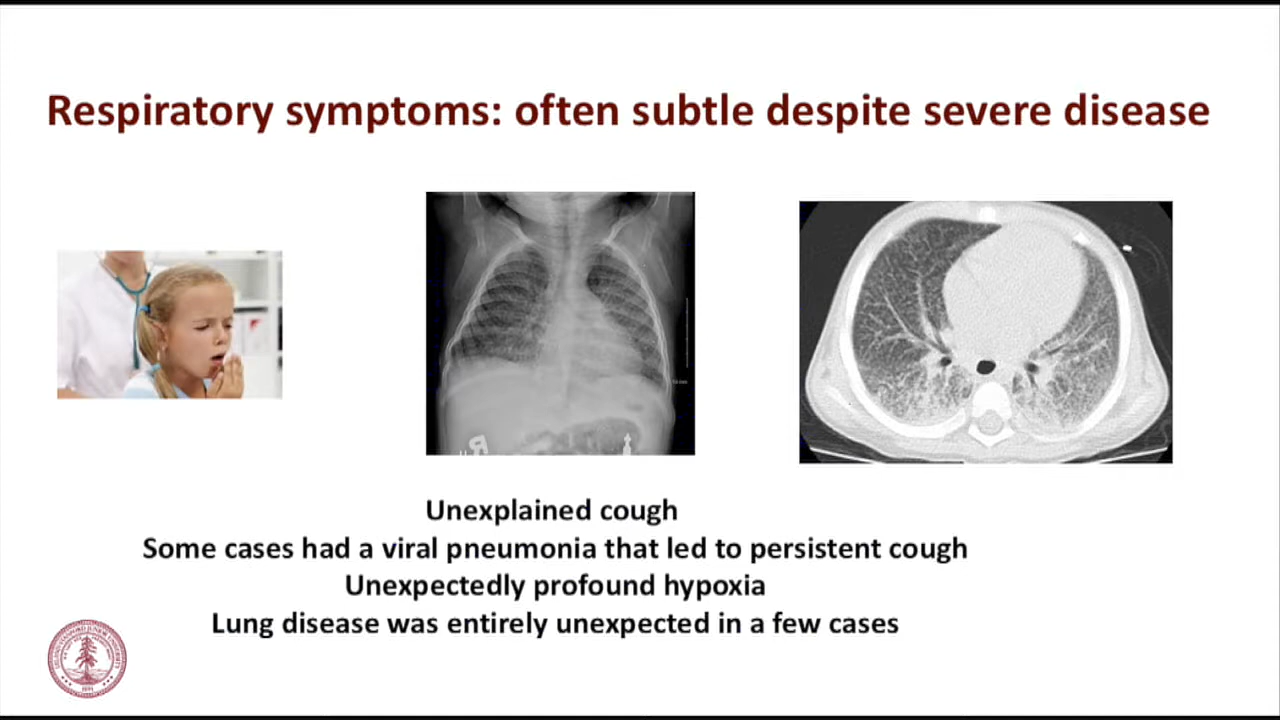 Respiratory symptoms: often subtle despite severe disease
Unexplained cough
Some cases had a viral pneumonia that led to persistent cough
Unexpectedly profound hypoxia
Lung disease was entirely unexpected in a few cases